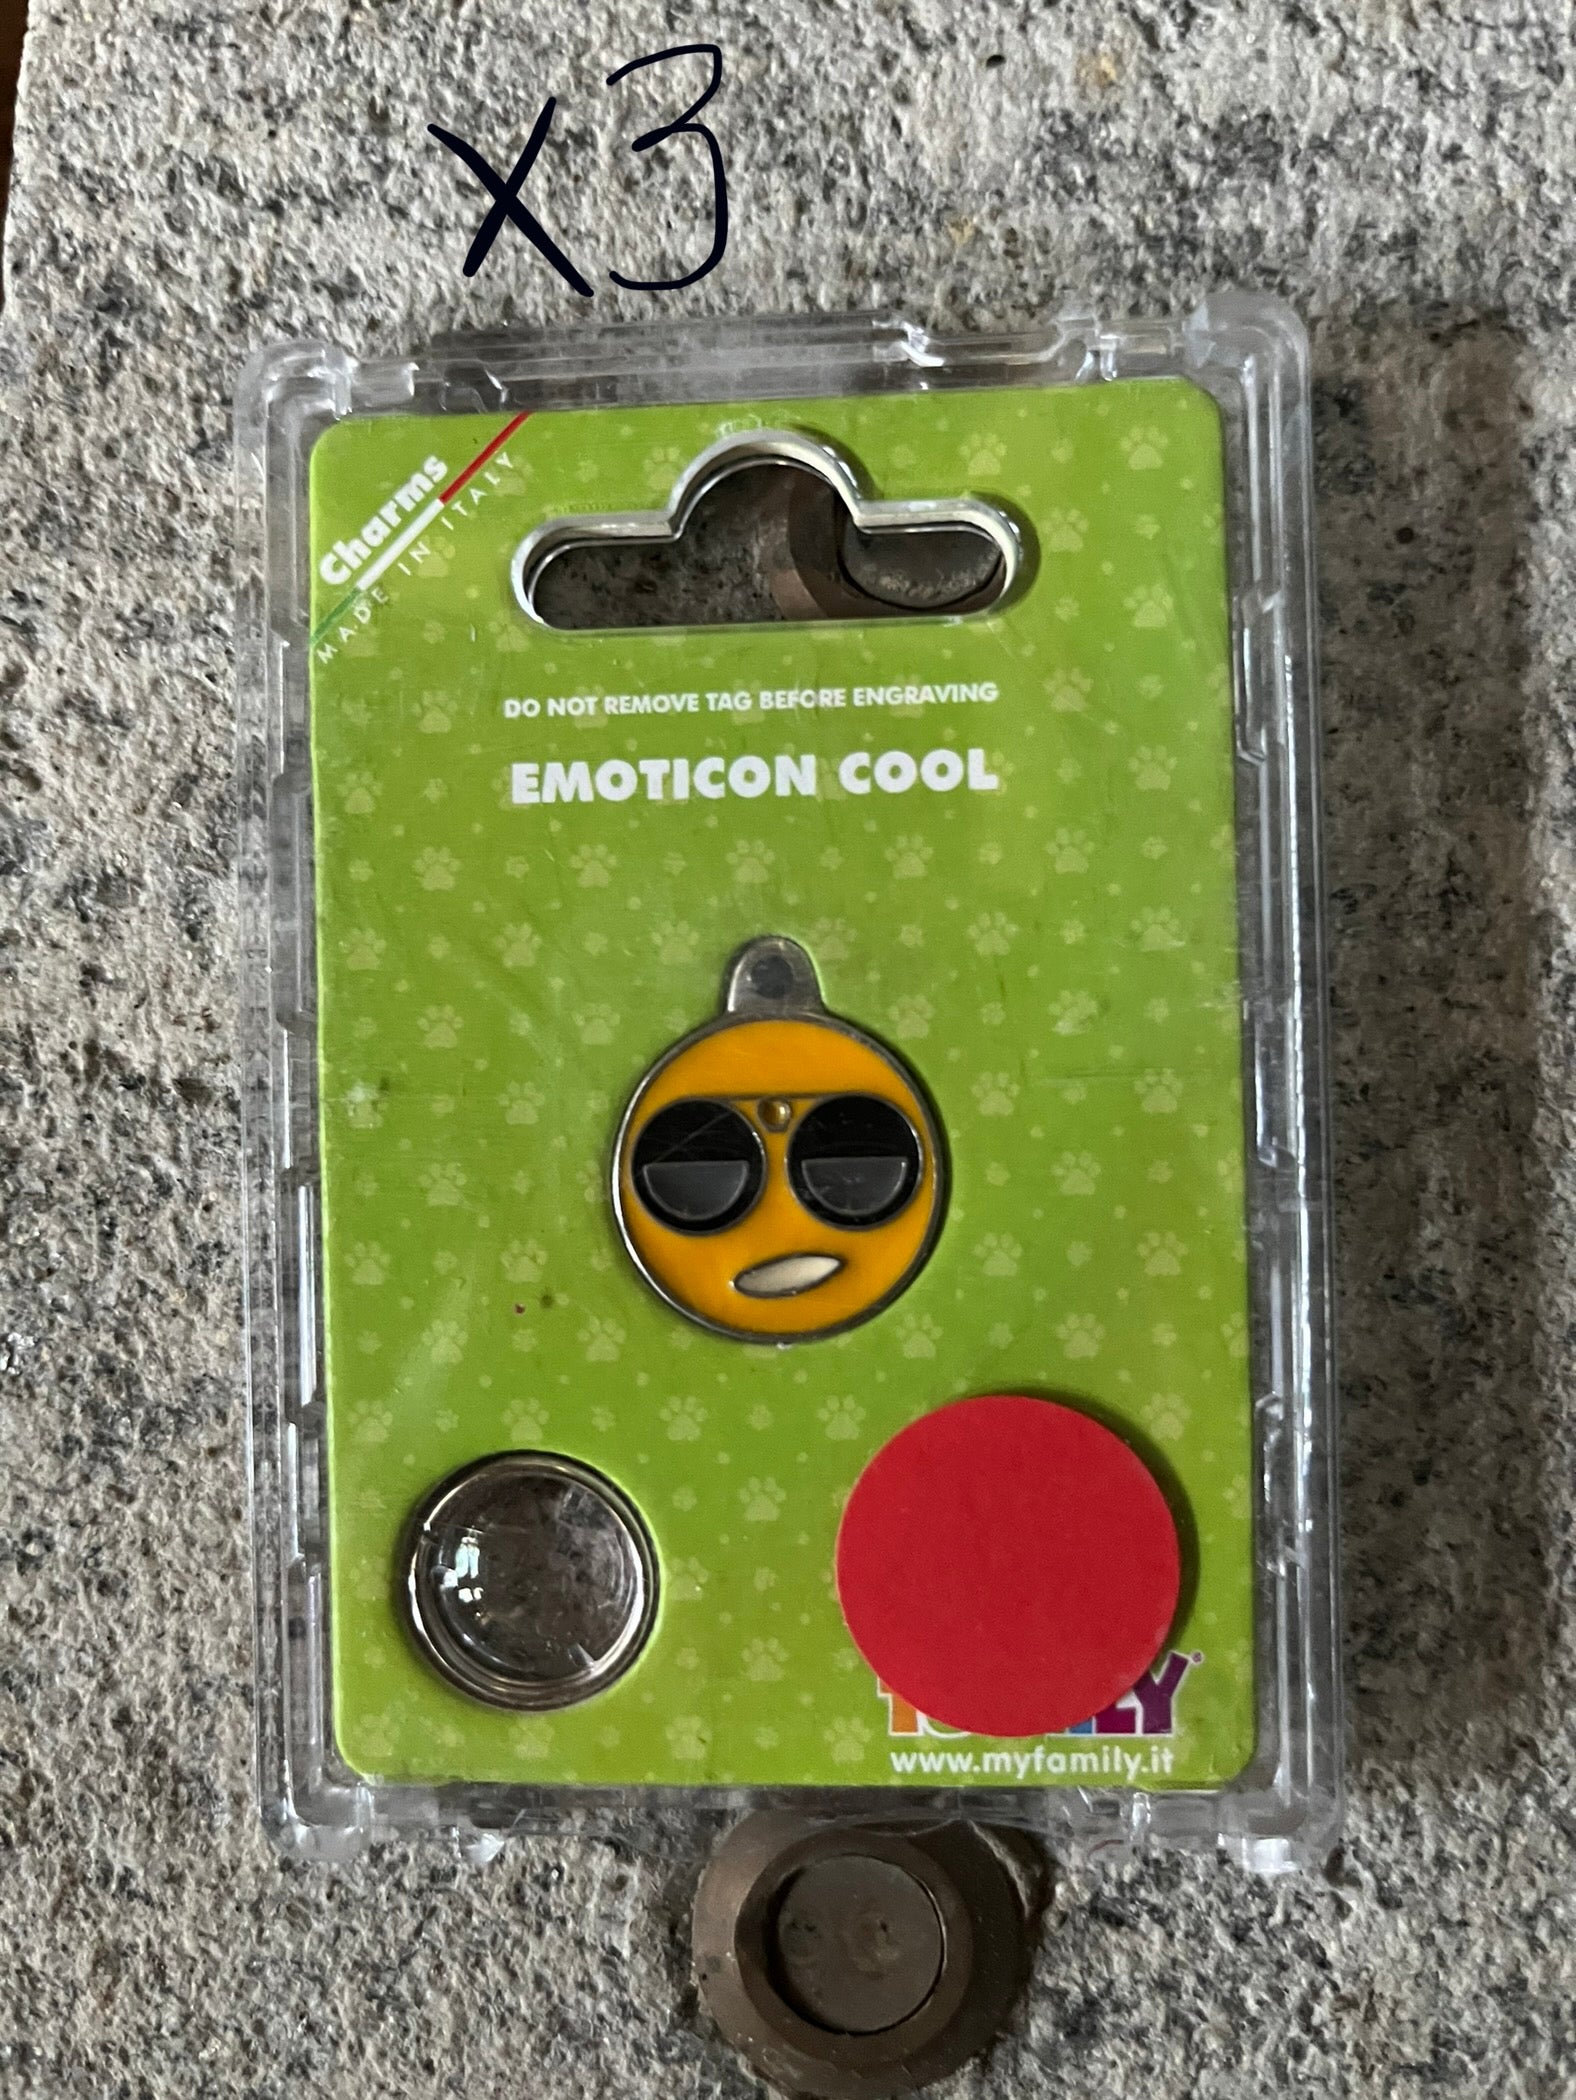 X3
Charms
MADE IN ITALY
DO NOT REMOVE TAG BEFORE ENGRAVING
EMOTICON COOL
www.myfamily.it